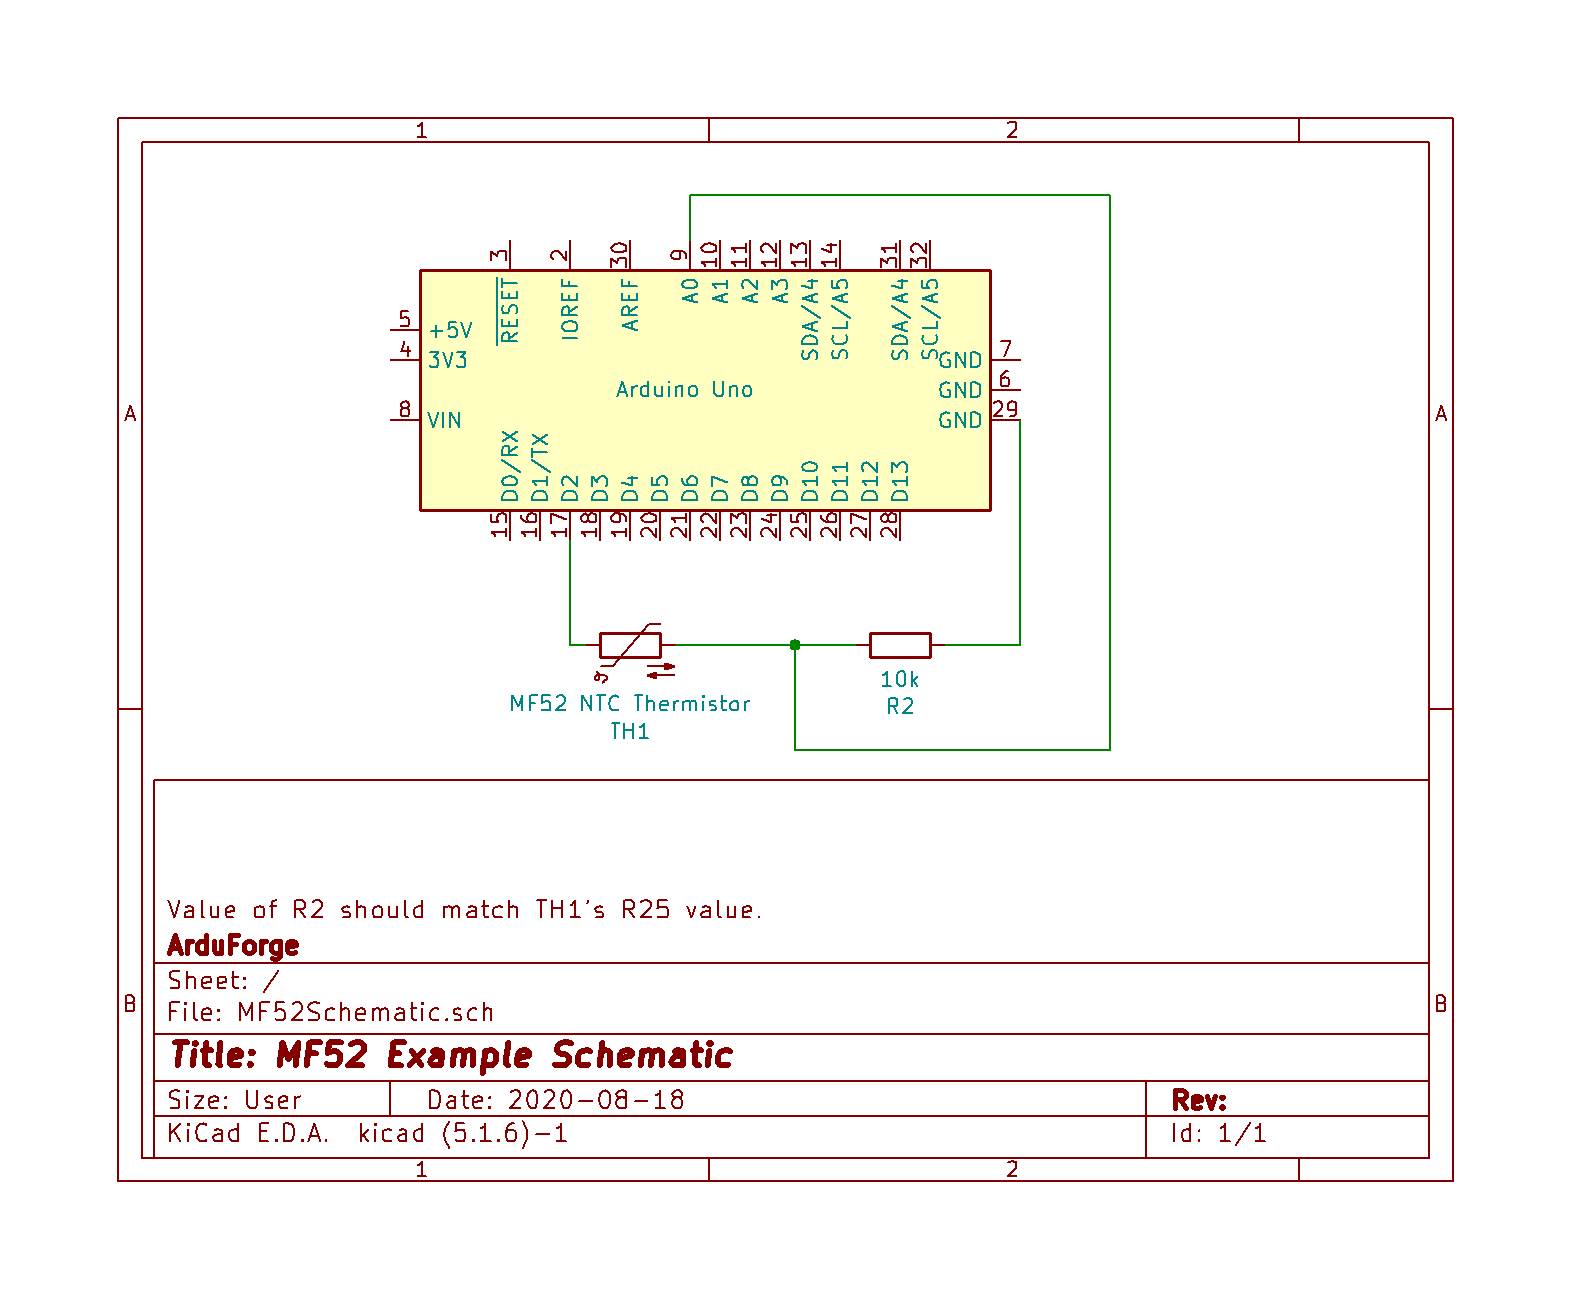 1 2
3 2 30 9 10 11 12 13 14 31 32
RESET IOREF AREF A0 A1 A2 A3 SDA/A4 SCL/A5 SDA/A4 SCL/A5
5 +5V
4 3V3 GND 7
Arduino Uno GND 6
A 8 VIN GND 29 A
D0/RX D1/TX D2 D3 D4 D5 D6 D7 D8 D9 D10 D11 D12 D13
15 16 17 18 19 20 21 22 23 24 25 26 27 28
MF52 NTC Thermistor
TH1
10k
R2
Value of R2 should match TH1's R25 value.
ArduForge
Sheet: /
File: MF52Schematic.sch
B B
Title: MF52 Example Schematic
Size: User Date: 2020-08-18 Rev:
KiCad E.D.A. kicad (5.1.6)-1 Id: 1/1
1 2